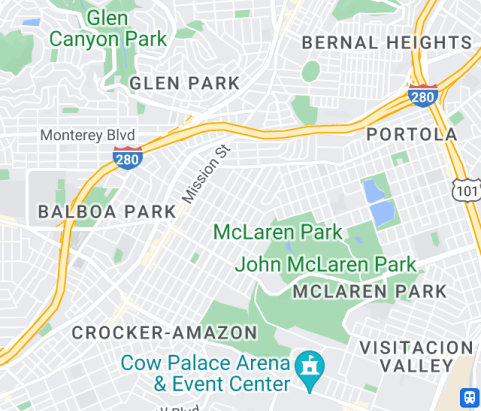 Glen
Canyon Park
BERNAL HEIGHTS
GLEN PARK
280
Monterey Blvd
PORTOLA
280
Mission St
101
BALBOA PARK
McLaren Park
John McLaren Park
MCLAREN PARK
CROCKER-AMAZON
VISITACION
VALLEY
Cow Palace Arena
& Event Center
Blvd